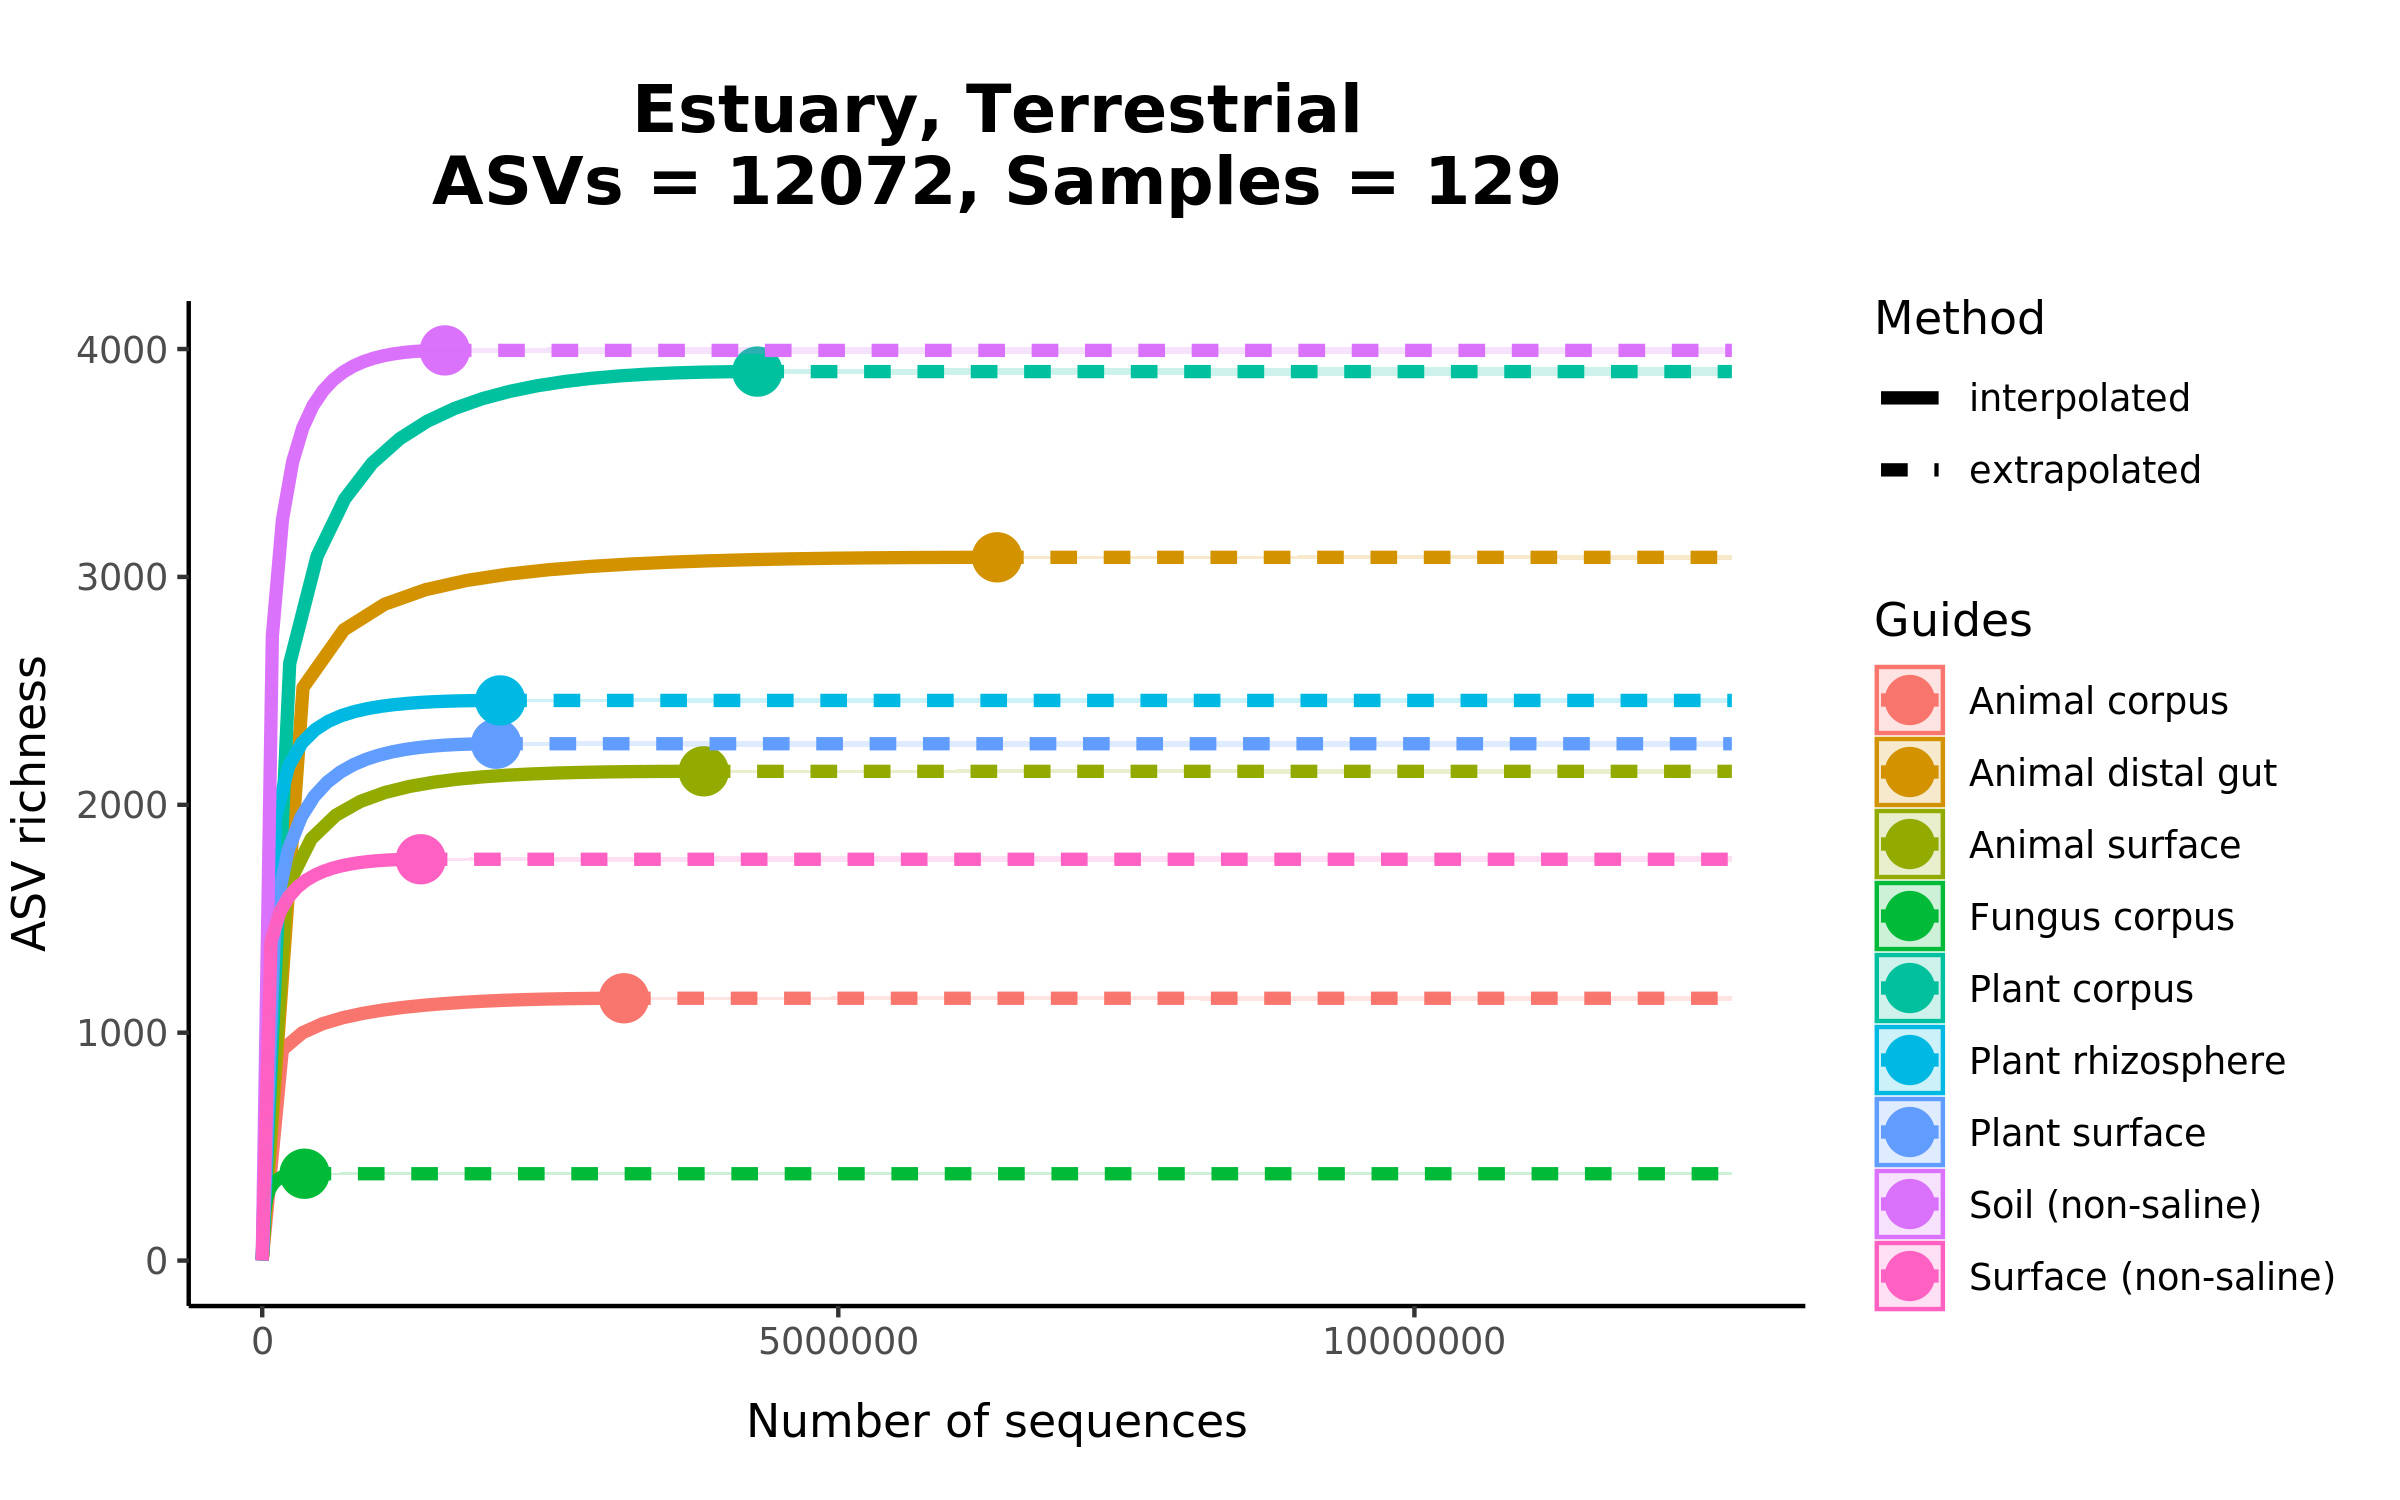 Estuary, Terrestrial
ASVs = 12072, Samples = 129
ASV richness
4000
3000
2000
1000
0
0
5000000
10000000
Number of sequences
Method
interpolated
extrapolated
Guides
Animal corpus
Animal distal gut
Animal surface
Fungus corpus
Plant corpus
Plant rhizosphere
Plant surface
Soil (non-saline)
Surface (non-saline)